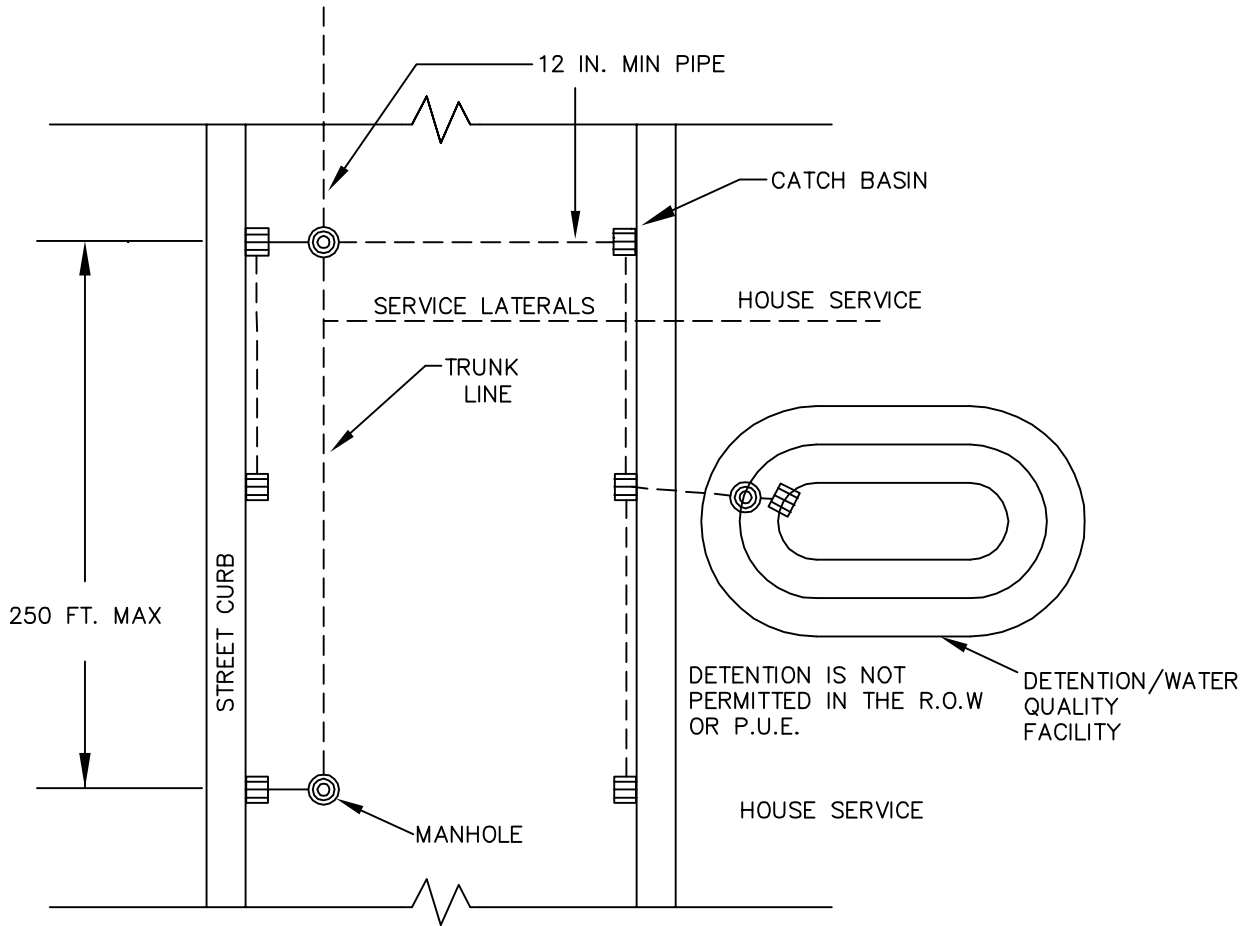 12 IN. MIN PIPE
CATCH BASIN
SERVICE LATERALS
HOUSE SERVICE
TRUNK
LINE
250 FT. MAX
STREET CURB
DETENTION IS NOT
PERMITTED IN THE R.O.W
OR P.U.E.
DETENTION/WATER
QUALITY
FACILITY
HOUSE SERVICE
MANHOLE